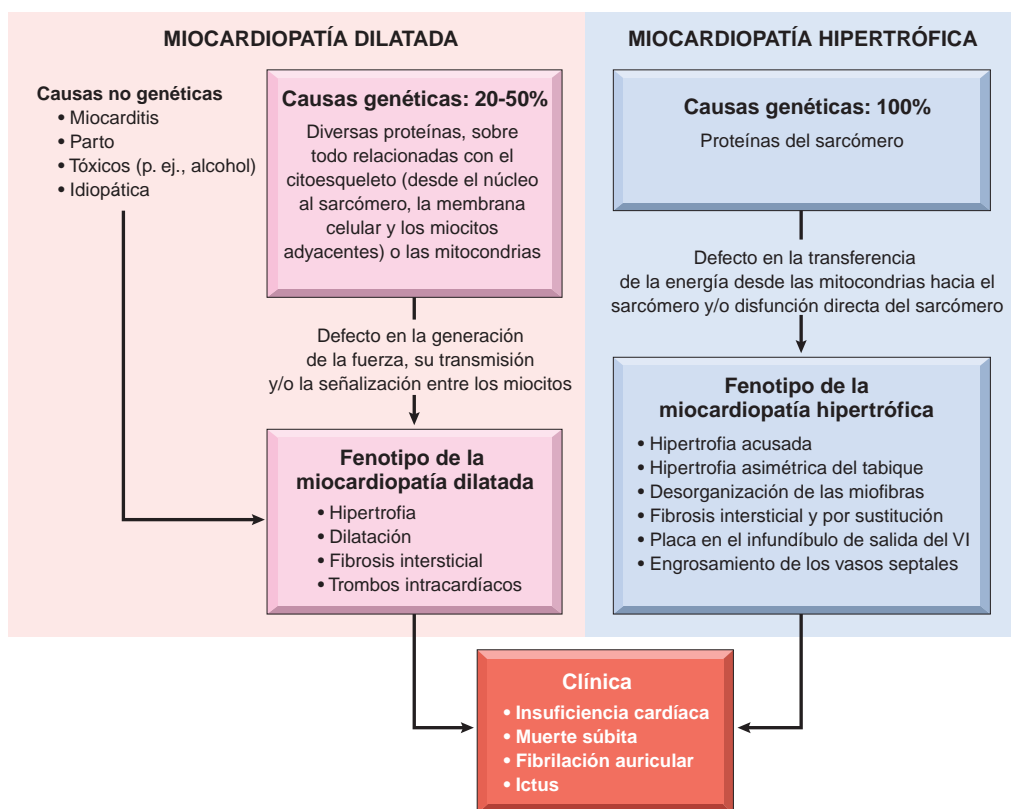 MIOCARDIOPATÍA DILATADA
Causas no genéticas
• Miocarditis
• Parto
• Tóxicos (p. ej., alcohol)
• Idiopática
Causas genéticas: 20-50%
Diversas proteínas, sobre
todo relacionadas con el
citoesqueleto (desde el núcleo
al sarcómero, la membrana
celular y los miocitos
adyacentes) o las mitocondrias
Defecto en la generación
de la fuerza, su transmisión
y/o la señalización entre los miocitos
Fenotipo de la
miocardiopatía dilatada
• Hipertrofia
• Dilatación
• Fibrosis intersticial
• Trombos intracardíacos
MIOCARDIOPATÍA HIPERTRÓFICA
Causas genéticas: 100%
Proteínas del sarcómero
Defecto en la transferencia
de la energía desde las mitocondrias hacia el
sarcómero y/o disfunción directa del sarcómero
Fenotipo de la
miocardiopatía hipertrófica
• Hipertrofia acusada
• Hipertrofia asimétrica del tabique
• Desorganización de las miofibras
• Fibrosis intersticial y por sustitución
• Placa en el infundíbulo de salida del VI
• Engrosamiento de los vasos septales
Clínica
• Insuficiencia cardíaca
• Muerte súbita
• Fibrilación auricular
• Ictus